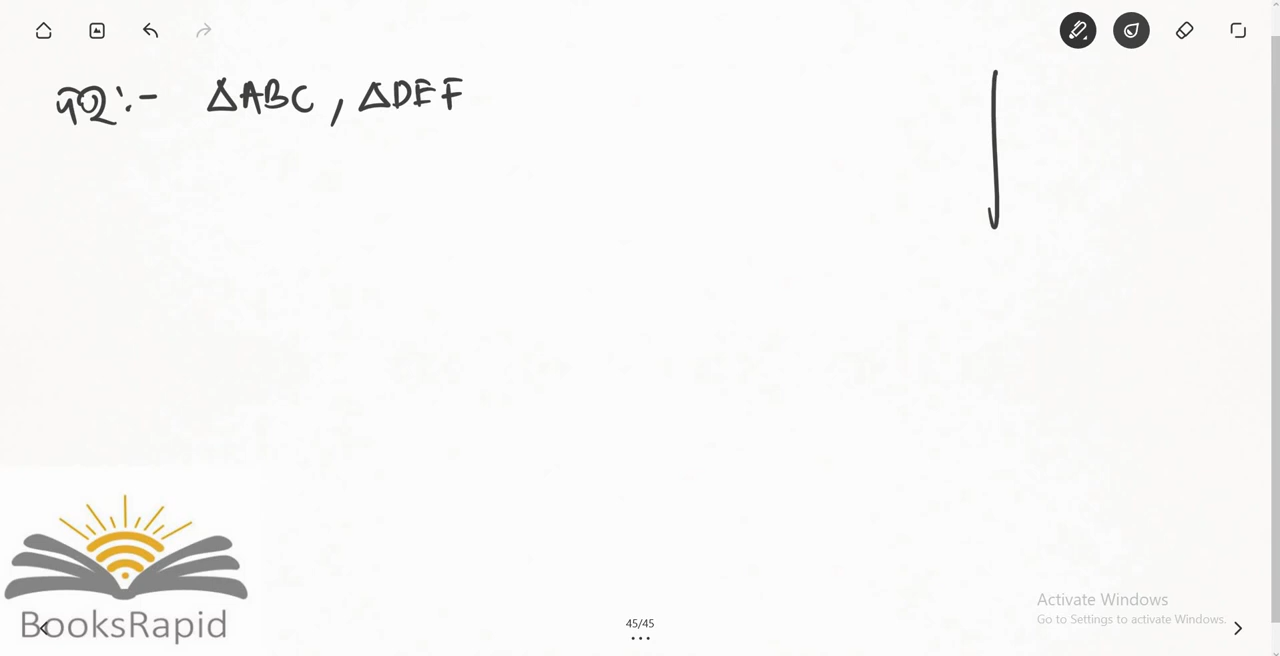 ΔABC , ΔDEF
BooksRapid
Activate Windows
Go to Settings to activate Windows.
45/45